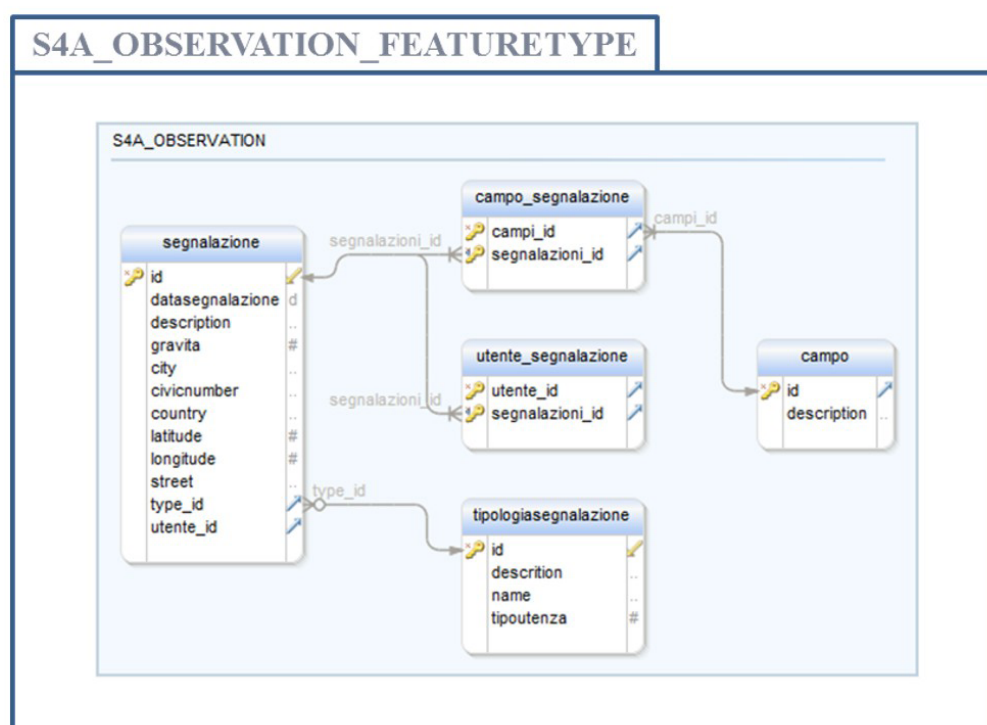 S4A_OBSERVATION_FEATURETYPE
S4A_OBSERVATION
segnalazione
id
datasegnalazione d
description
gravita #
city
civicnumber
country
latitude #
longitude #
street
type_id
utente_id
segnalazioni_id
segnalazioni_id
type_id
campo_segnalazione
campi_id
segnalazioni_id
campi_id
utente_segnalazione
utente_id
segnalazioni_id
campo
id
description
tipologiasegnalazione
id
descrition
name
tipoutenza #